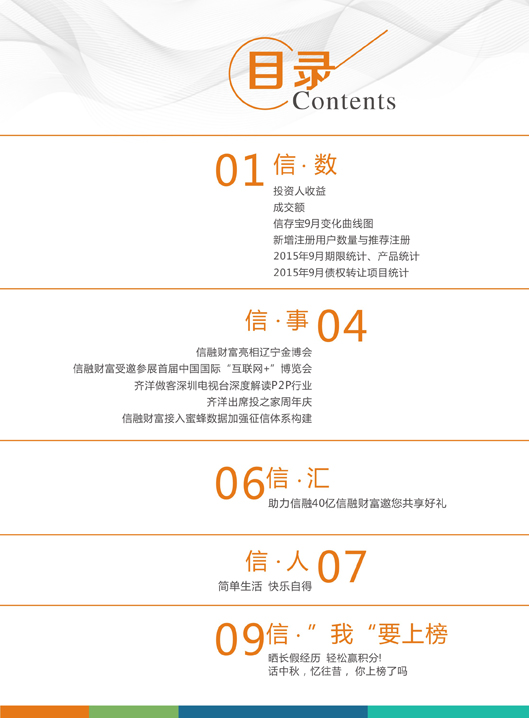 目录
Contents
01 信·数
投资人收益
成交额
信存宝9月变化曲线图
新增注册用户数量与推荐注册
2015年9月期限统计、产品统计
2015年9月债权转让项目统计
信·事 04
信融财富亮相辽宁金博会
信融财富受邀参展首届中国国际“互联网+”博览会
齐洋做客深圳电视台深度解读P2P行业
齐洋出席投之家周年庆
信融财富接入蜜蜂数据加强征信体系构建
06 信·汇
助力信融40亿信融财富邀您共享好礼
信·人 07
简单生活 快乐自得
09 信·”我“要上榜
晒长假经历 轻松赢积分!
话中秋，忆往昔，你上榜了吗